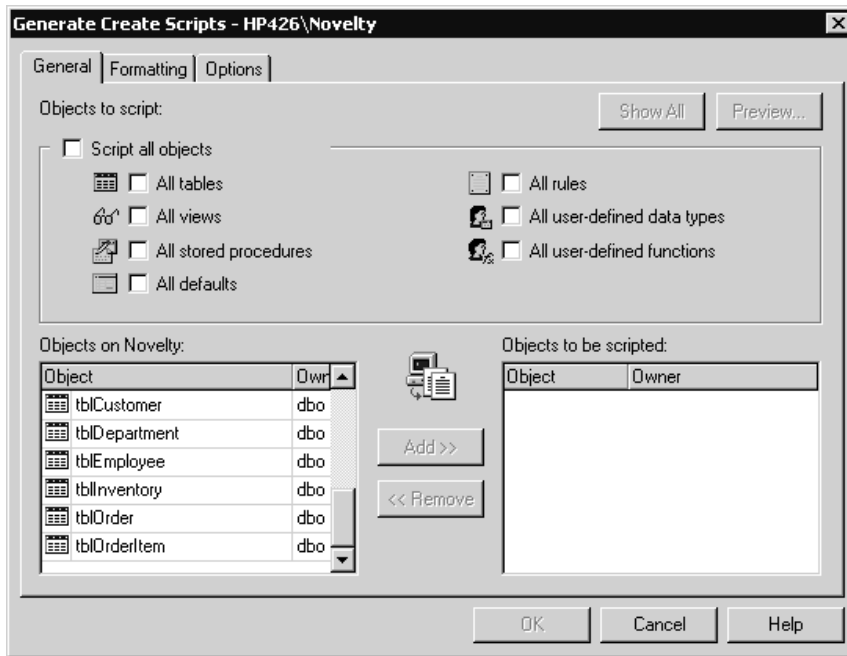 Generate Create Scripts - HP426\Novelty
General Formatting Options
Objects to script: Show All Preview...
Script all objects
All tables All rules
All views All user-defined data types
All stored procedures All user-defined functions
All defaults
Objects on Novelty: Objects to be scripted:
Object Owr Object Owner
tblCustomer dbo
tblDepartment dbo
tblEmployee dbo
Add >>
tblInventory dbo
<< Remove
tblOrder dbo
tblOrderItem dbo
OK Cancel Help